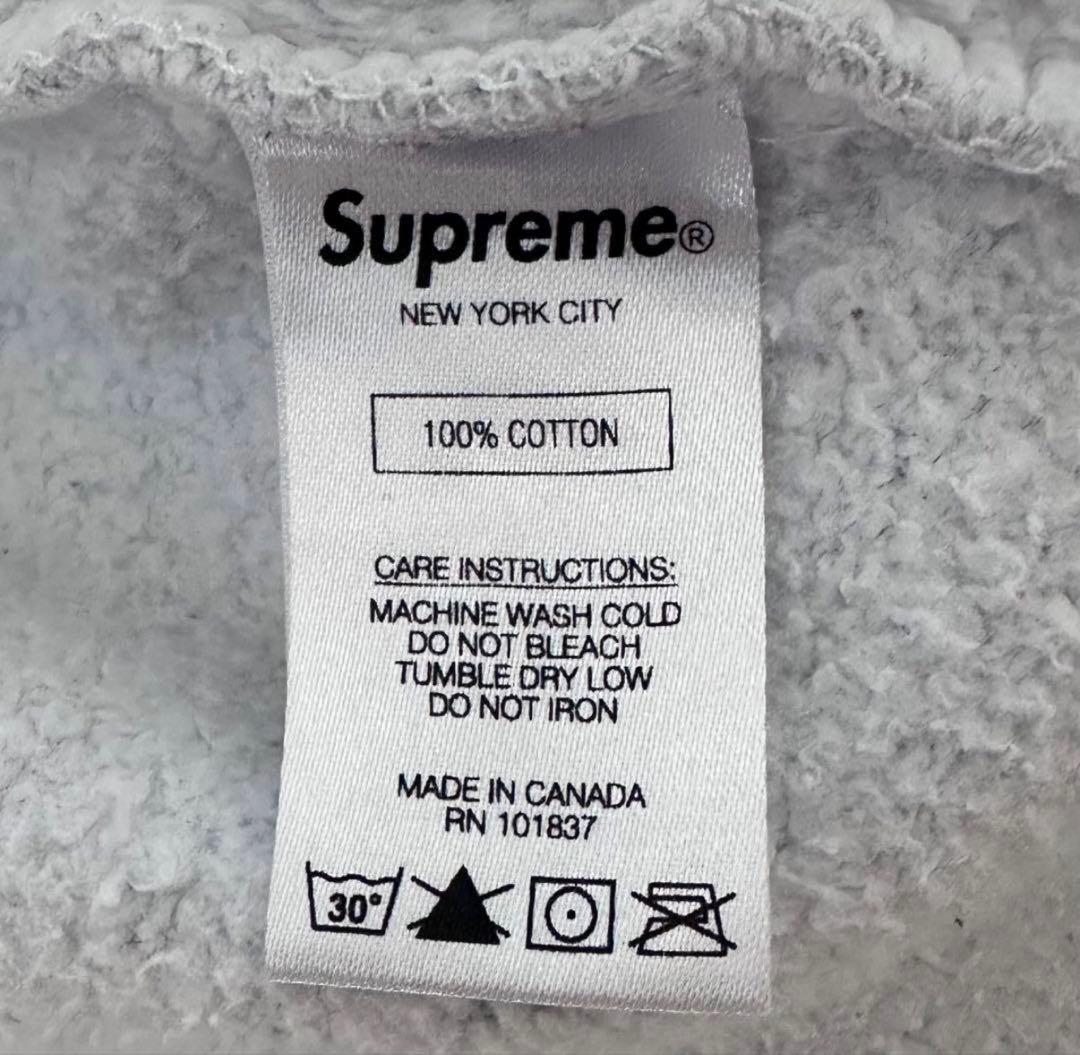 Supreme®
NEW YORK CITY
100% COTTON
CARE INSTRUCTIONS:
MACHINE WASH COLD
DO NOT BLEACH
TUMBLE DRY LOW
DO NOT IRON
MADE IN CANADA
RN 101837
30°